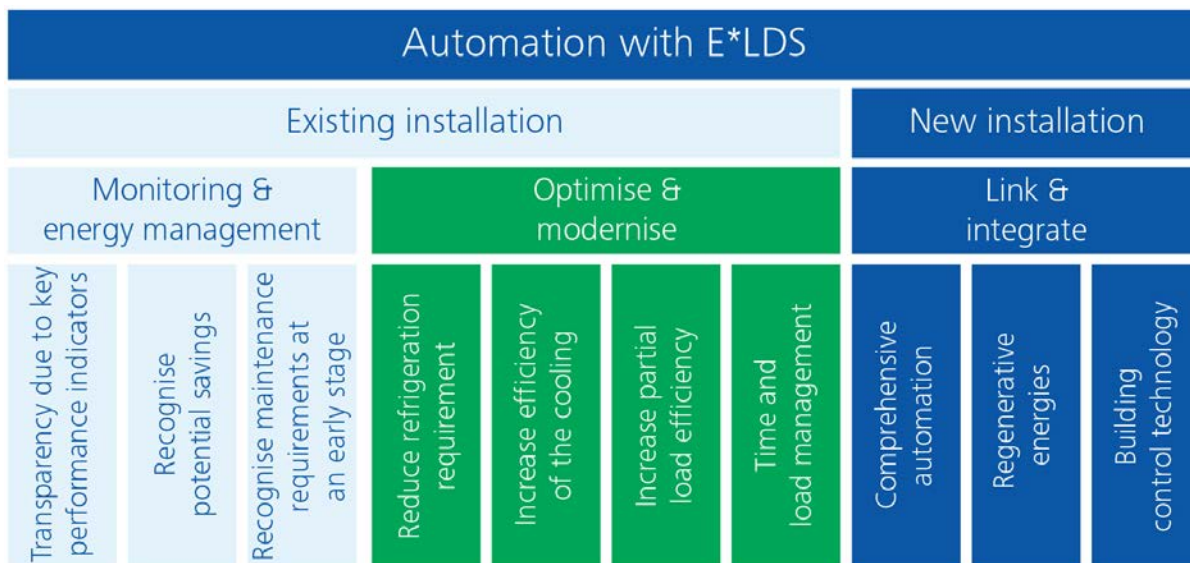 Automation with E*LDS
Existing installation
New installation
Monitoring &
energy management
Optimise &
modernise
Link &
integrate
Transparency due to key
performance indicators
Recognise
potential savings
Recognise maintenance
requirements at
an early stage
Reduce refrigeration
requirement
Increase efficiency
of the cooling
Increase partial
load efficiency
Time and
load management
Comprehensive
automation
Regenerative
energies
Building
control technology